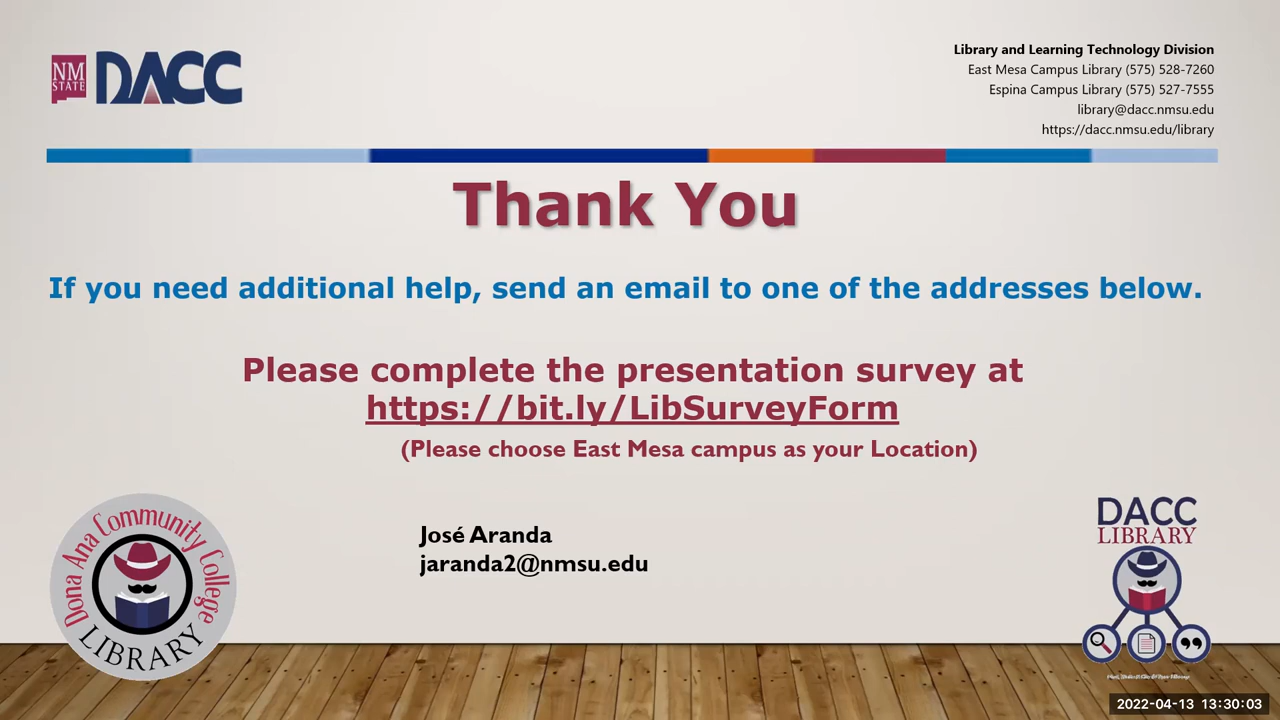 NM
STATE
DACC
Library and Learning Technology Division
East Mesa Campus Library (575) 528-7260
Espina Campus Library (575) 527-7555
library@dacc.nmsu.edu
https://dacc.nmsu.edu/library
Thank You
If you need additional help, send an email to one of the addresses below.
Please complete the presentation survey at
https://bit.ly/LibSurveyForm
(Please choose East Mesa campus as your Location)
José Aranda
jaranda2@nmsu.edu
Dona Ana Community College
LIBRARY
DACC
LIBRARY
2022-04-13 13:30:03